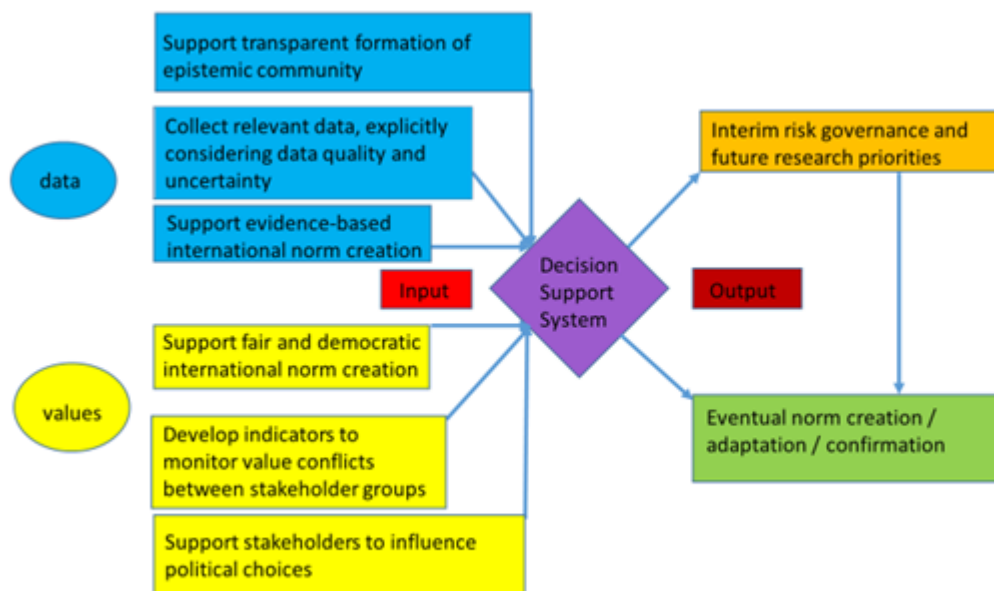 Support transparent formation of
epistemic community
Collect relevant data, explicitly
considering data quality and
uncertainty
data
Support evidence-based
international norm creation
Input
Support fair and democratic
international norm creation
values
Develop indicators to
monitor value conflicts
between stakeholder groups
Support stakeholders to influence
political choices
Decision
Support
System
Output
Interim risk governance and
future research priorities
Eventual norm creation /
adaptation / confirmation